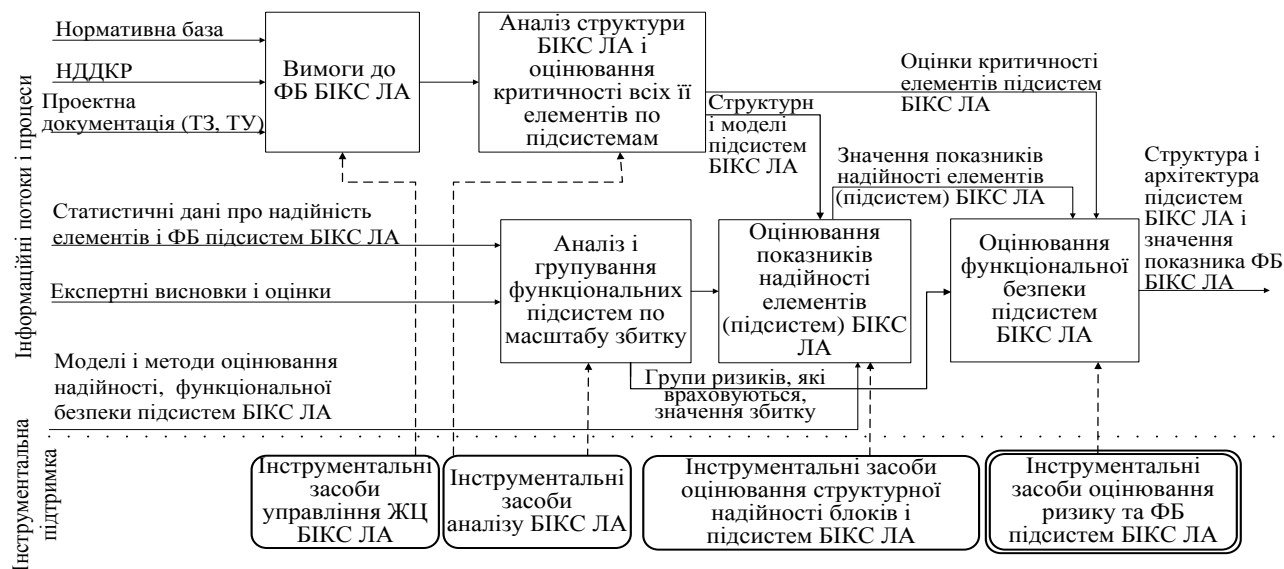 Інформаційні потоки і процеси
Нормативна база
НДДКР
Проектна
документація (ТЗ, ТУ)
Вимоги до
ФБ БІКС ЛА
Аналіз структури
БІКС ЛА і
оцінювання
критичності всіх її
елементів по
підсистемам
Оцінки критичності
елементів підсистем
БІКС ЛА
Структурн
і моделі
підсистем
БІКС ЛА
Значення показників
надійності елементів
(підсистем) БІКС ЛА
Структура і
архітектура
підсистем
БІКС ЛА і
значення
показника ФБ
БІКС ЛА
Статистичні дані про надійність
елементів і ФБ підсистем БІКС ЛА
Експертні висновки і оцінки
Аналіз і
групування
функціональних
підсистем по
масштабу збитку
Оцінювання
показників
надійності
елементів
(підсистем) БІКС
ЛА
Оцінювання
функціональної
безпеки
підсистем
БІКС ЛА
Моделі і методи оцінювання
надійності, функціональної
безпеки підсистем БІКС ЛА
Групи ризиків, які
враховуються,
значення збитку
Інструментальна
підтримка
Інструментальні
засоби
управління ЖЦ
БІКС ЛА
Інструментальні
засоби
аналізу БІКС ЛА
Інструментальні засоби
оцінювання структурної
надійності блоків і
підсистем БІКС ЛА
Інструментальні
засоби оцінювання
ризику та ФБ
підсистем БІКС ЛА